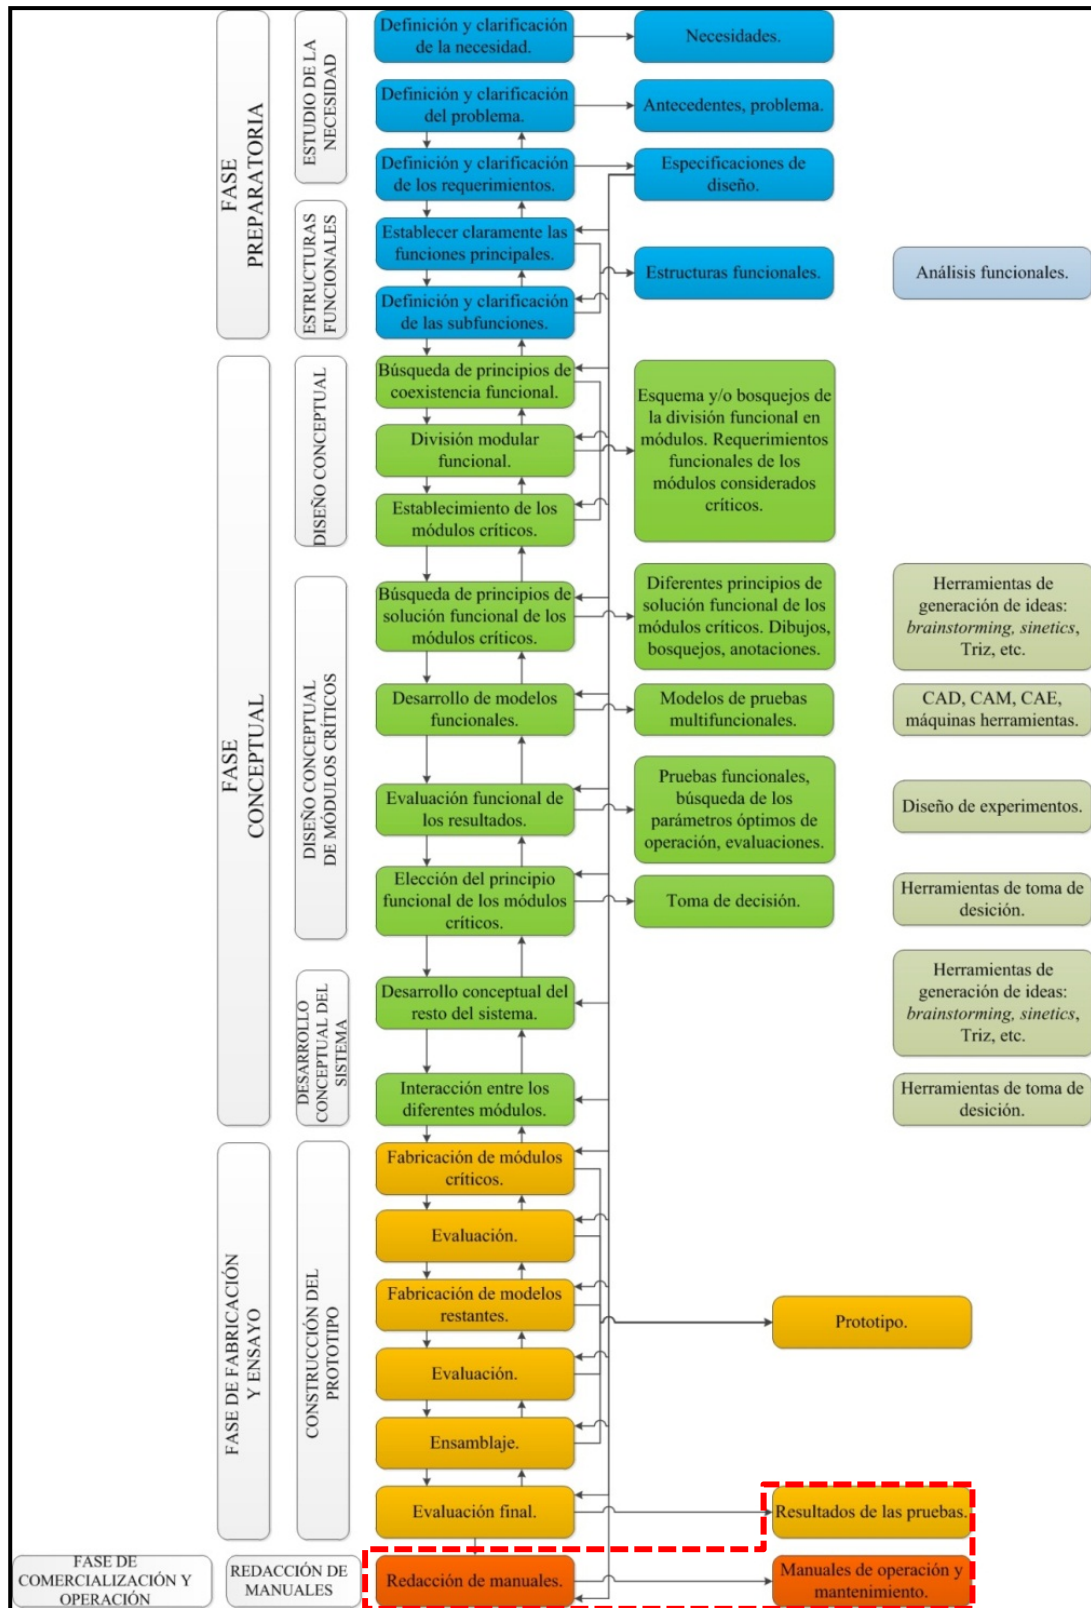 FASE
PREPARATORIA
ESTUDIO DE LA
NECESIDAD
Definición y clarificación
de la necesidad.
Necesidades.
Definición y clarificación
del problema.
Antecedentes, problema.
Definición y clarificación
de los requerimientos.
Especificaciones de
diseño.
ESTRUCTURAS
FUNCIONALES
Establecer claramente las
funciones principales.
Estructuras funcionales.
Análisis funcionales.
Definición y clarificación
de las subfunciones.
FASE
CONCEPTUAL
DISEÑO CONCEPTUAL
Búsqueda de principios de
coexistencia funcional.
División modular
funcional.
Esquema y/o bosquejos de
la división funcional en
módulos. Requerimientos
funcionales de los
módulos considerados
críticos.
Establecimiento de los
módulos críticos.
DISEÑO CONCEPTUAL
DE MÓDULOS CRÍTICOS
Búsqueda de principios de
solución funcional de los
módulos críticos.
Diferentes principios de
solución funcional de los
módulos críticos. Dibujos,
bosquejos, anotaciones.
Herramientas de
generación de ideas:
brainstorming, sinetics,
Triz, etc.
Desarrollo de modelos
funcionales.
Modelos de pruebas
multifuncionales.
CAD, CAM, CAE,
máquinas herramientas.
Evaluación funcional de
los resultados.
Pruebas funcionales,
búsqueda de los
parámetros óptimos de
operación, evaluaciones.
Diseño de experimentos.
Elección del principio
funcional de los módulos
críticos.
Toma de decisión.
Herramientas de toma de
desición.
DESARROLLO
CONCEPTUAL DEL
SISTEMA
Desarrollo conceptual del
resto del sistema.
Herramientas de
generación de ideas:
brainstorming, sinetics,
Triz, etc.
Interacción entre los
diferentes módulos.
Herramientas de toma de
desición.
FASE DE FABRICACIÓN
Y ENSAYO
CONSTRUCCIÓN DEL
PROTOTIPO
Fabricación de módulos
críticos.
Evaluación.
Fabricación de modelos
restantes.
Prototipo.
Evaluación.
Ensamblaje.
Evaluación final.
Resultados de las pruebas.
FASE DE
COMERCIALIZACIÓN Y
OPERACIÓN
REDACCIÓN DE
MANUALES
Redacción de manuales.
Manuales de operación y
mantenimiento.